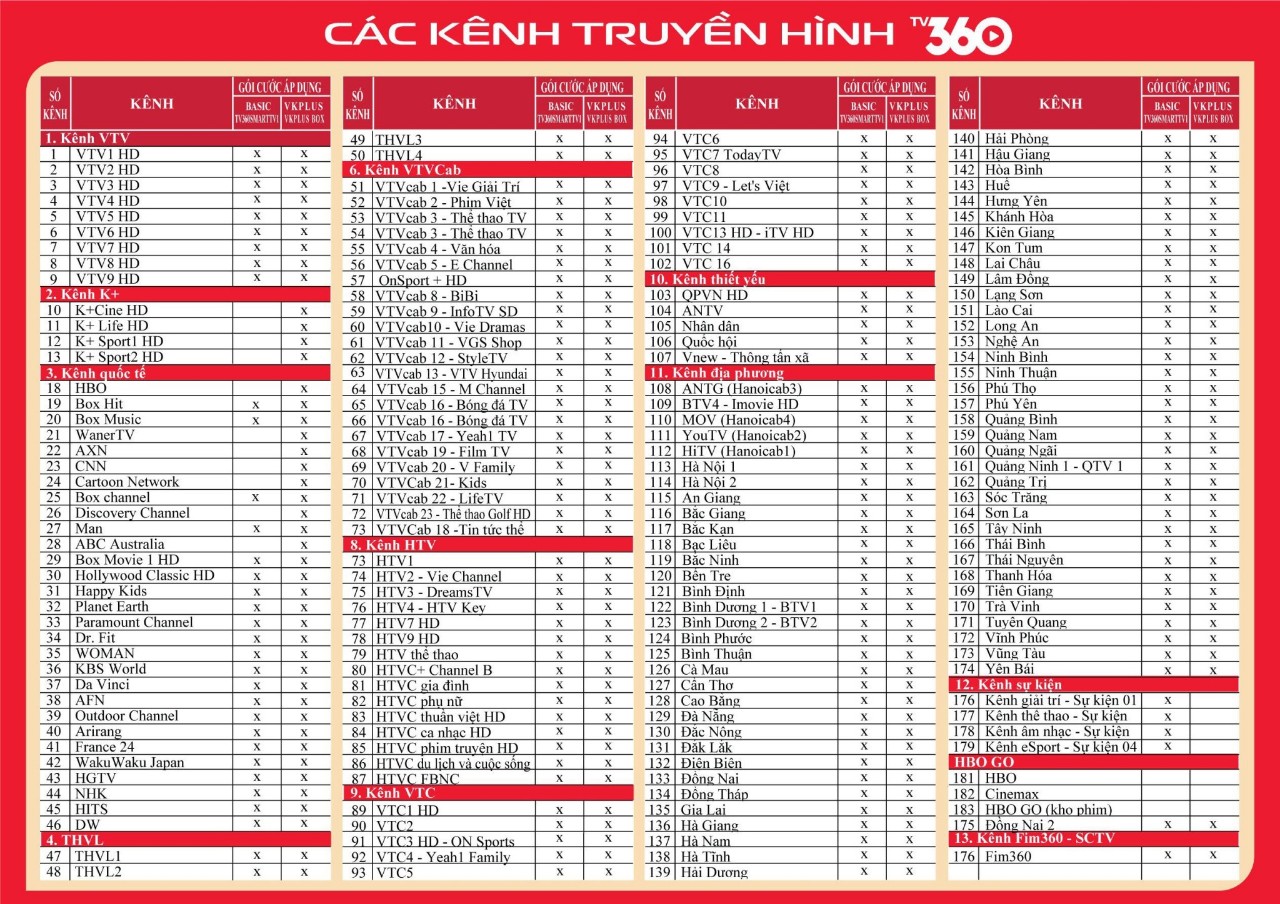 CÁC KÊNH TRUYỀN HÌNH TV360
SỐ KÊNH KÊNH GÓI CƯỚC ÁP DỤNG
BASIC TV360SMARTTV1 VKPLUS VKPLUS BOX
1. Kênh VTV
1 VTV1 HD x x
2 VTV2 HD x x
3 VTV3 HD x x
4 VTV4 HD x x
5 VTV5 HD x x
6 VTV6 HD x x
7 VTV7 HD x x
8 VTV8 HD x x
9 VTV9 HD x x
2. Kênh K+
10 K+Cine HD x
11 K+ Life HD x
12 K+ Sport1 HD x
13 K+ Sport2 HD x
3. Kênh quốc tế
18 HBO x
19 Box Hit x x
20 Box Music x x
21 WanerTV x
22 AXN x
23 CNN x
24 Cartoon Network x
25 Box channel x x
26 Discovery Channel x
27 Man x x
28 ABC Australia x
29 Box Movie 1 HD x x
30 Hollywood Classic HD x x
31 Happy Kids x x
32 Planet Earth x x
33 Paramount Channel x x
34 Dr. Fit x x
35 WOMAN x x
36 KBS World x x
37 Da Vinci x x
38 AFN x x
39 Outdoor Channel x x
40 Arirang x x
41 France 24 x x
42 WakuWaku Japan x x
43 HGTV x x
44 NHK x x
45 HITS x x
46 DW x x
4. THVL
47 THVL1 x x
48 THVL2 x x
SỐ KÊNH KÊNH GÓI CƯỚC ÁP DỤNG
BASIC TV360SMARTTV1 VKPLUS VKPLUS BOX
49 THVL3 x x
50 THVL4 x x
6. Kênh VTVCab
51 VTVcab 1 -Vie Giải Trí x x
52 VTVcab 2 - Phim Việt x x
53 VTVcab 3 - Thể thao TV x x
54 VTVcab 3 - Thể thao TV x x
55 VTVcab 4 - Văn hóa x x
56 VTVcab 5 - E Channel x x
57 OnSport + HD x x
58 VTVcab 8 - BiBi x x
59 VTVcab 9 - InfoTV SD x x
60 VTVcab10 - Vie Dramas x x
61 VTVcab 11 - VGS Shop x x
62 VTVcab 12 - StyleTV x x
63 VTVcab 13 - VTV Hyundai x x
64 VTVcab 15 - M Channel x x
65 VTVcab 16 - Bóng đá TV x x
66 VTVcab 16 - Bóng đá TV x x
67 VTVcab 17 - Yeah1 TV x x
68 VTVcab 19 - Film TV x x
69 VTVcab 20 - V Family x x
70 VTVCab 21- Kids x x
71 VTVcab 22 - LifeTV x x
72 VTVcab 23 - Thể thao Golf HD x x
73 VTVCab 18 -Tin tức thế x x
8. Kênh HTV
73 HTV1 x x
74 HTV2 - Vie Channel x x
75 HTV3 - DreamsTV x x
76 HTV4 - HTV Key x x
77 HTV7 HD x x
78 HTV9 HD x x
79 HTV thể thao x x
80 HTVC+ Channel B x x
81 HTVC gia đình x x
82 HTVC phụ nữ x x
83 HTVC thuần việt HD x x
84 HTVC ca nhạc HD x x
85 HTVC phim truyện HD x x
86 HTVC du lịch và cuộc sống x x
87 HTVC FBNC x x
9. Kênh VTC
89 VTC1 HD x x
90 VTC2 x x
91 VTC3 HD - ON Sports x x
92 VTC4 - Yeah1 Family x x
93 VTC5 x x
SỐ KÊNH KÊNH GÓI CƯỚC ÁP DỤNG
BASIC TV360SMARTTV1 VKPLUS VKPLUS BOX
94 VTC6 x x
95 VTC7 TodayTV x x
96 VTC8 x x
97 VTC9 - Let's Việt x x
98 VTC10 x x
99 VTC11 x x
100 VTC13 HD - iTV HD x x
101 VTC 14 x x
102 VTC 16 x x
10. Kênh thiết yếu
103 QPVN HD x x
104 ANTV x x
105 Nhân dân x x
106 Quốc hội x x
107 Vnew - Thông tấn xã x x
11. Kênh địa phương
108 ANTG (Hanoicab3) x x
109 BTV4 - Imovie HD x x
110 MOV (Hanoicab4) x x
111 YouTV (Hanoicab2) x x
112 HiTV (Hanoicab1) x x
113 Hà Nội 1 x x
114 Hà Nội 2 x x
115 An Giang x x
116 Bắc Giang x x
117 Bắc Kạn x x
118 Bạc Liêu x x
119 Bắc Ninh x x
120 Bến Tre x x
121 Bình Định x x
122 Bình Dương 1 - BTV1 x x
123 Bình Dương 2 - BTV2 x x
124 Bình Phước x x
125 Bình Thuận x x
126 Cà Mau x x
127 Cần Thơ x x
128 Cao Bằng x x
129 Đà Nẵng x x
130 Đắc Nông x x
131 Đắk Lắk x x
132 Điên Biên x x
133 Đồng Nai x x
134 Đồng Tháp x x
135 Gia Lai x x
136 Hà Giang x x
137 Hà Nam x x
138 Hà Tĩnh x x
139 Hải Dương x x
SỐ KÊNH KÊNH GÓI CƯỚC ÁP DỤNG
BASIC TV360SMARTTV1 VKPLUS VKPLUS BOX
140 Hải Phòng x x
141 Hậu Giang x x
142 Hòa Bình x x
143 Huế x x
144 Hưng Yên x x
145 Khánh Hòa x x
146 Kiên Giang x x
147 Kon Tum x x
148 Lai Châu x x
149 Lâm Đồng x x
150 Lạng Sơn x x
151 Lào Cai x x
152 Long An x x
153 Nghệ An x x
154 Ninh Bình x x
155 Ninh Thuận x x
156 Phú Thọ x x
157 Phú Yên x x
158 Quảng Bình x x
159 Quảng Nam x x
160 Quảng Ngãi x x
161 Quảng Ninh 1 - QTV 1 x x
162 Quảng Trị x x
163 Sóc Trăng x x
164 Sơn La x x
165 Tây Ninh x x
166 Thái Bình x x
167 Thái Nguyên x x
168 Thanh Hóa x x
169 Tiên Giang x x
170 Trà Vinh x x
171 Tuyên Quang x x
172 Vĩnh Phúc x x
173 Vũng Tàu x x
174 Yên Bái x x
12. Kênh sự kiện
176 Kênh giải trí - Sự kiện 01 x
177 Kênh thể thao - Sự kiện x
178 Kênh âm nhạc - Sự kiện x
179 Kênh eSport - Sự kiện 04 x
HBO GO
181 HBO
182 Cinemax
183 HBO GO (kho phim)
175 Đồng Nai 2 x x
13. Kênh Fim360 - SCTV
176 Fim360 x x